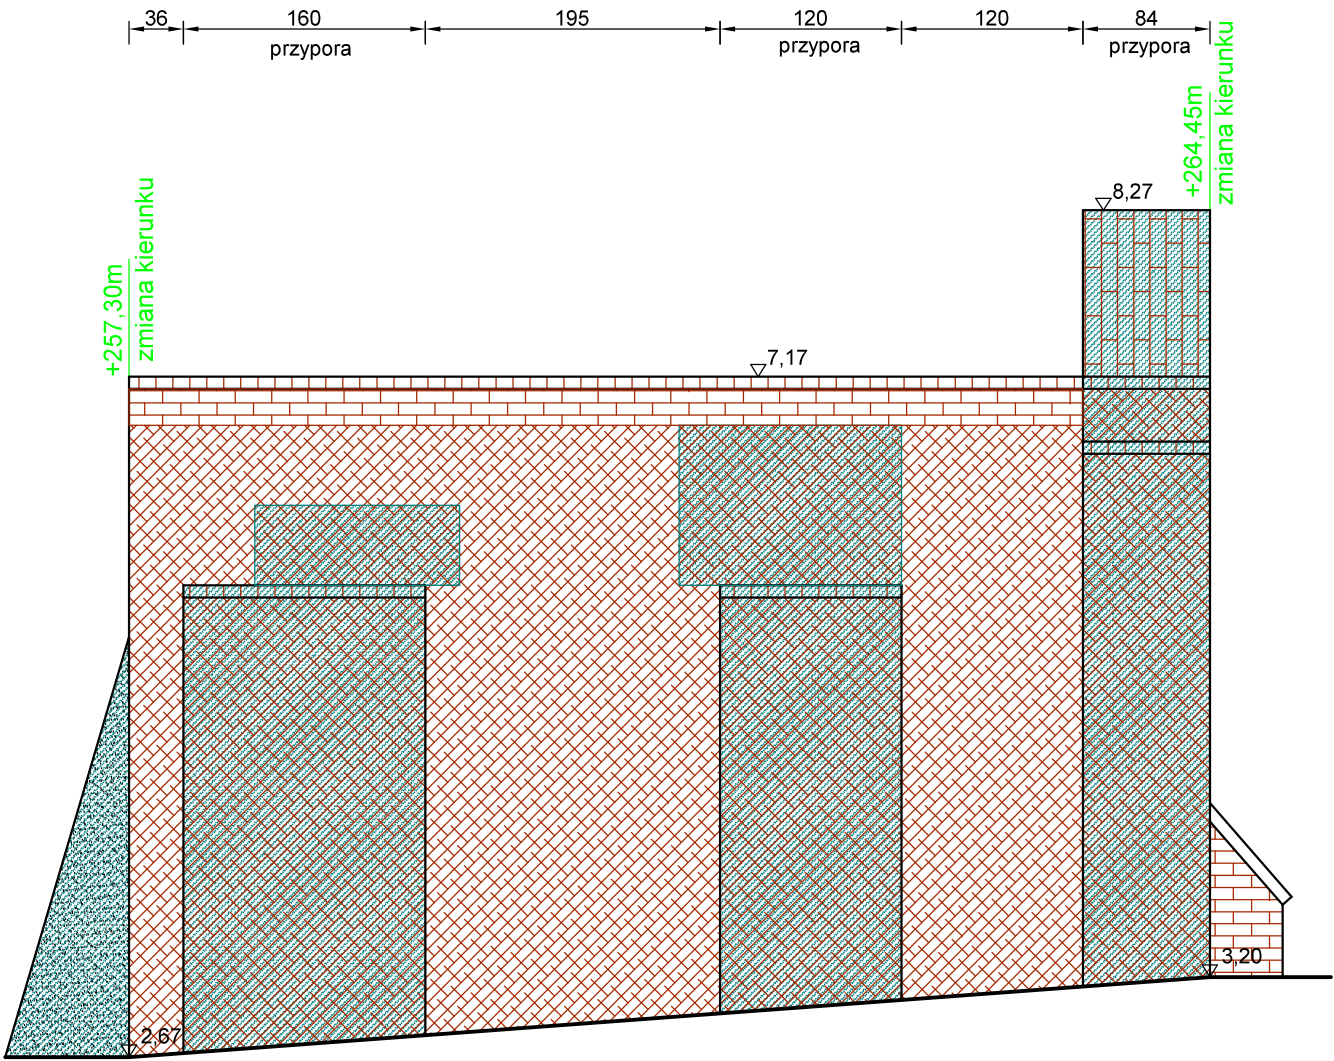 36 160 195 120 120 84
przypora przypora przypora
+264,45m
zmiana kierunku
8,27
+257,30m
zmiana kierunku
7,17
3,20
2,67